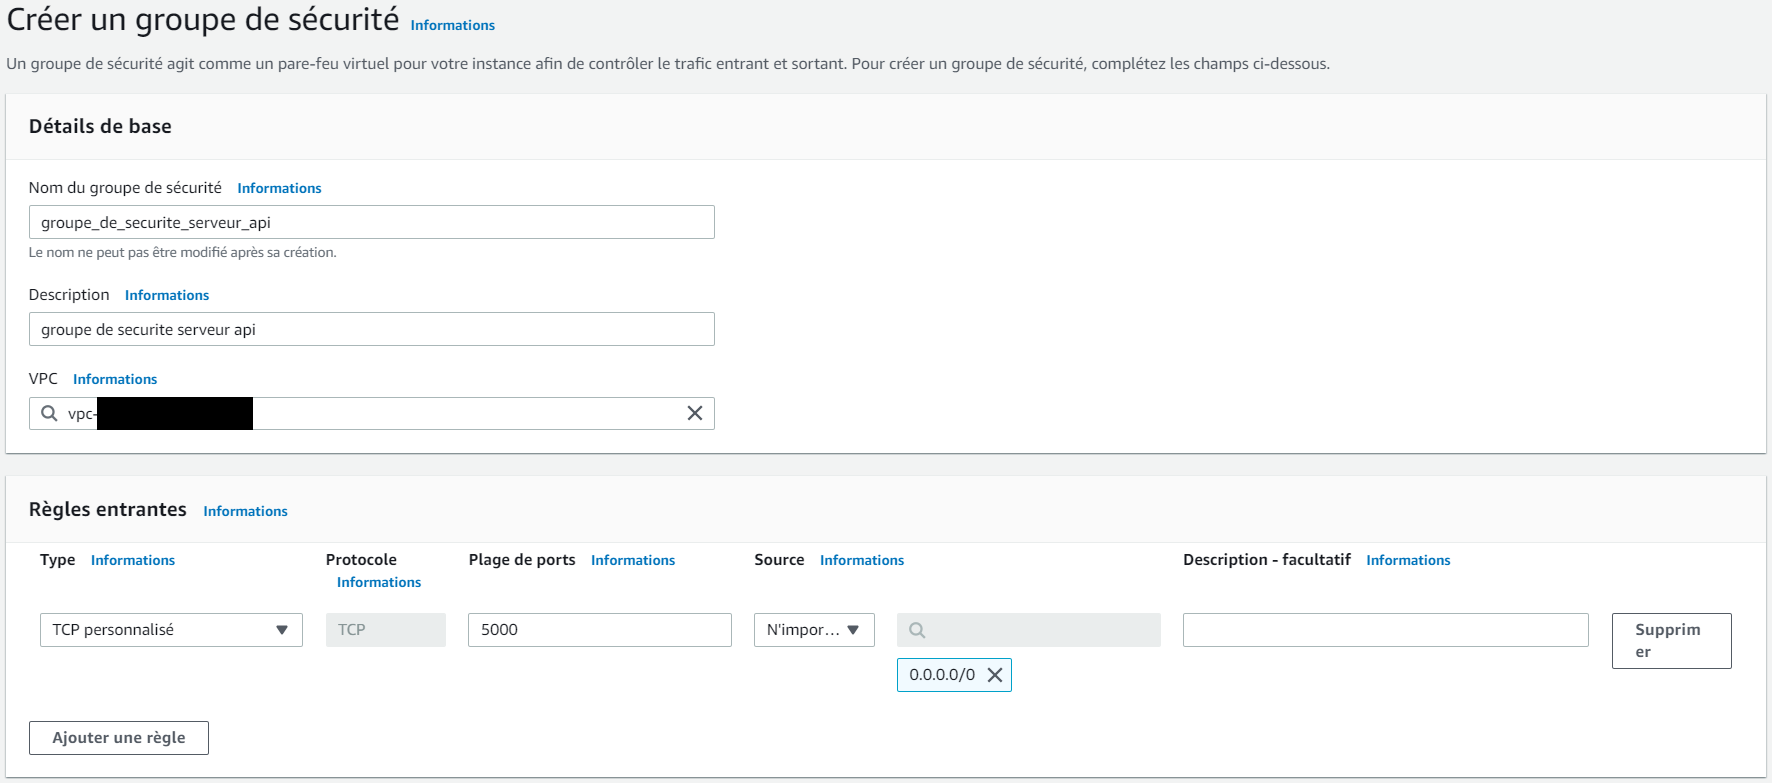 Créer un groupe de sécurité Informations
Un groupe de sécurité agit comme un pare-feu virtuel pour votre instance afin de contrôler le trafic entrant et sortant. Pour créer un groupe de sécurité, complétez les champs ci-dessous.
Détails de base
Nom du groupe de sécurité Informations
groupe_de_securite_serveur_api
Le nom ne peut pas être modifié après sa création.
Description Informations
groupe de securite serveur api
VPC Informations
vpc-
Règles entrantes Informations
Type Informations Protocole Plage de ports Informations Source Informations Description - facultatif Informations
Informations
TCP personnalisé TCP 5000 N'impor... Supprim
er
0.0.0.0/0
Ajouter une règle